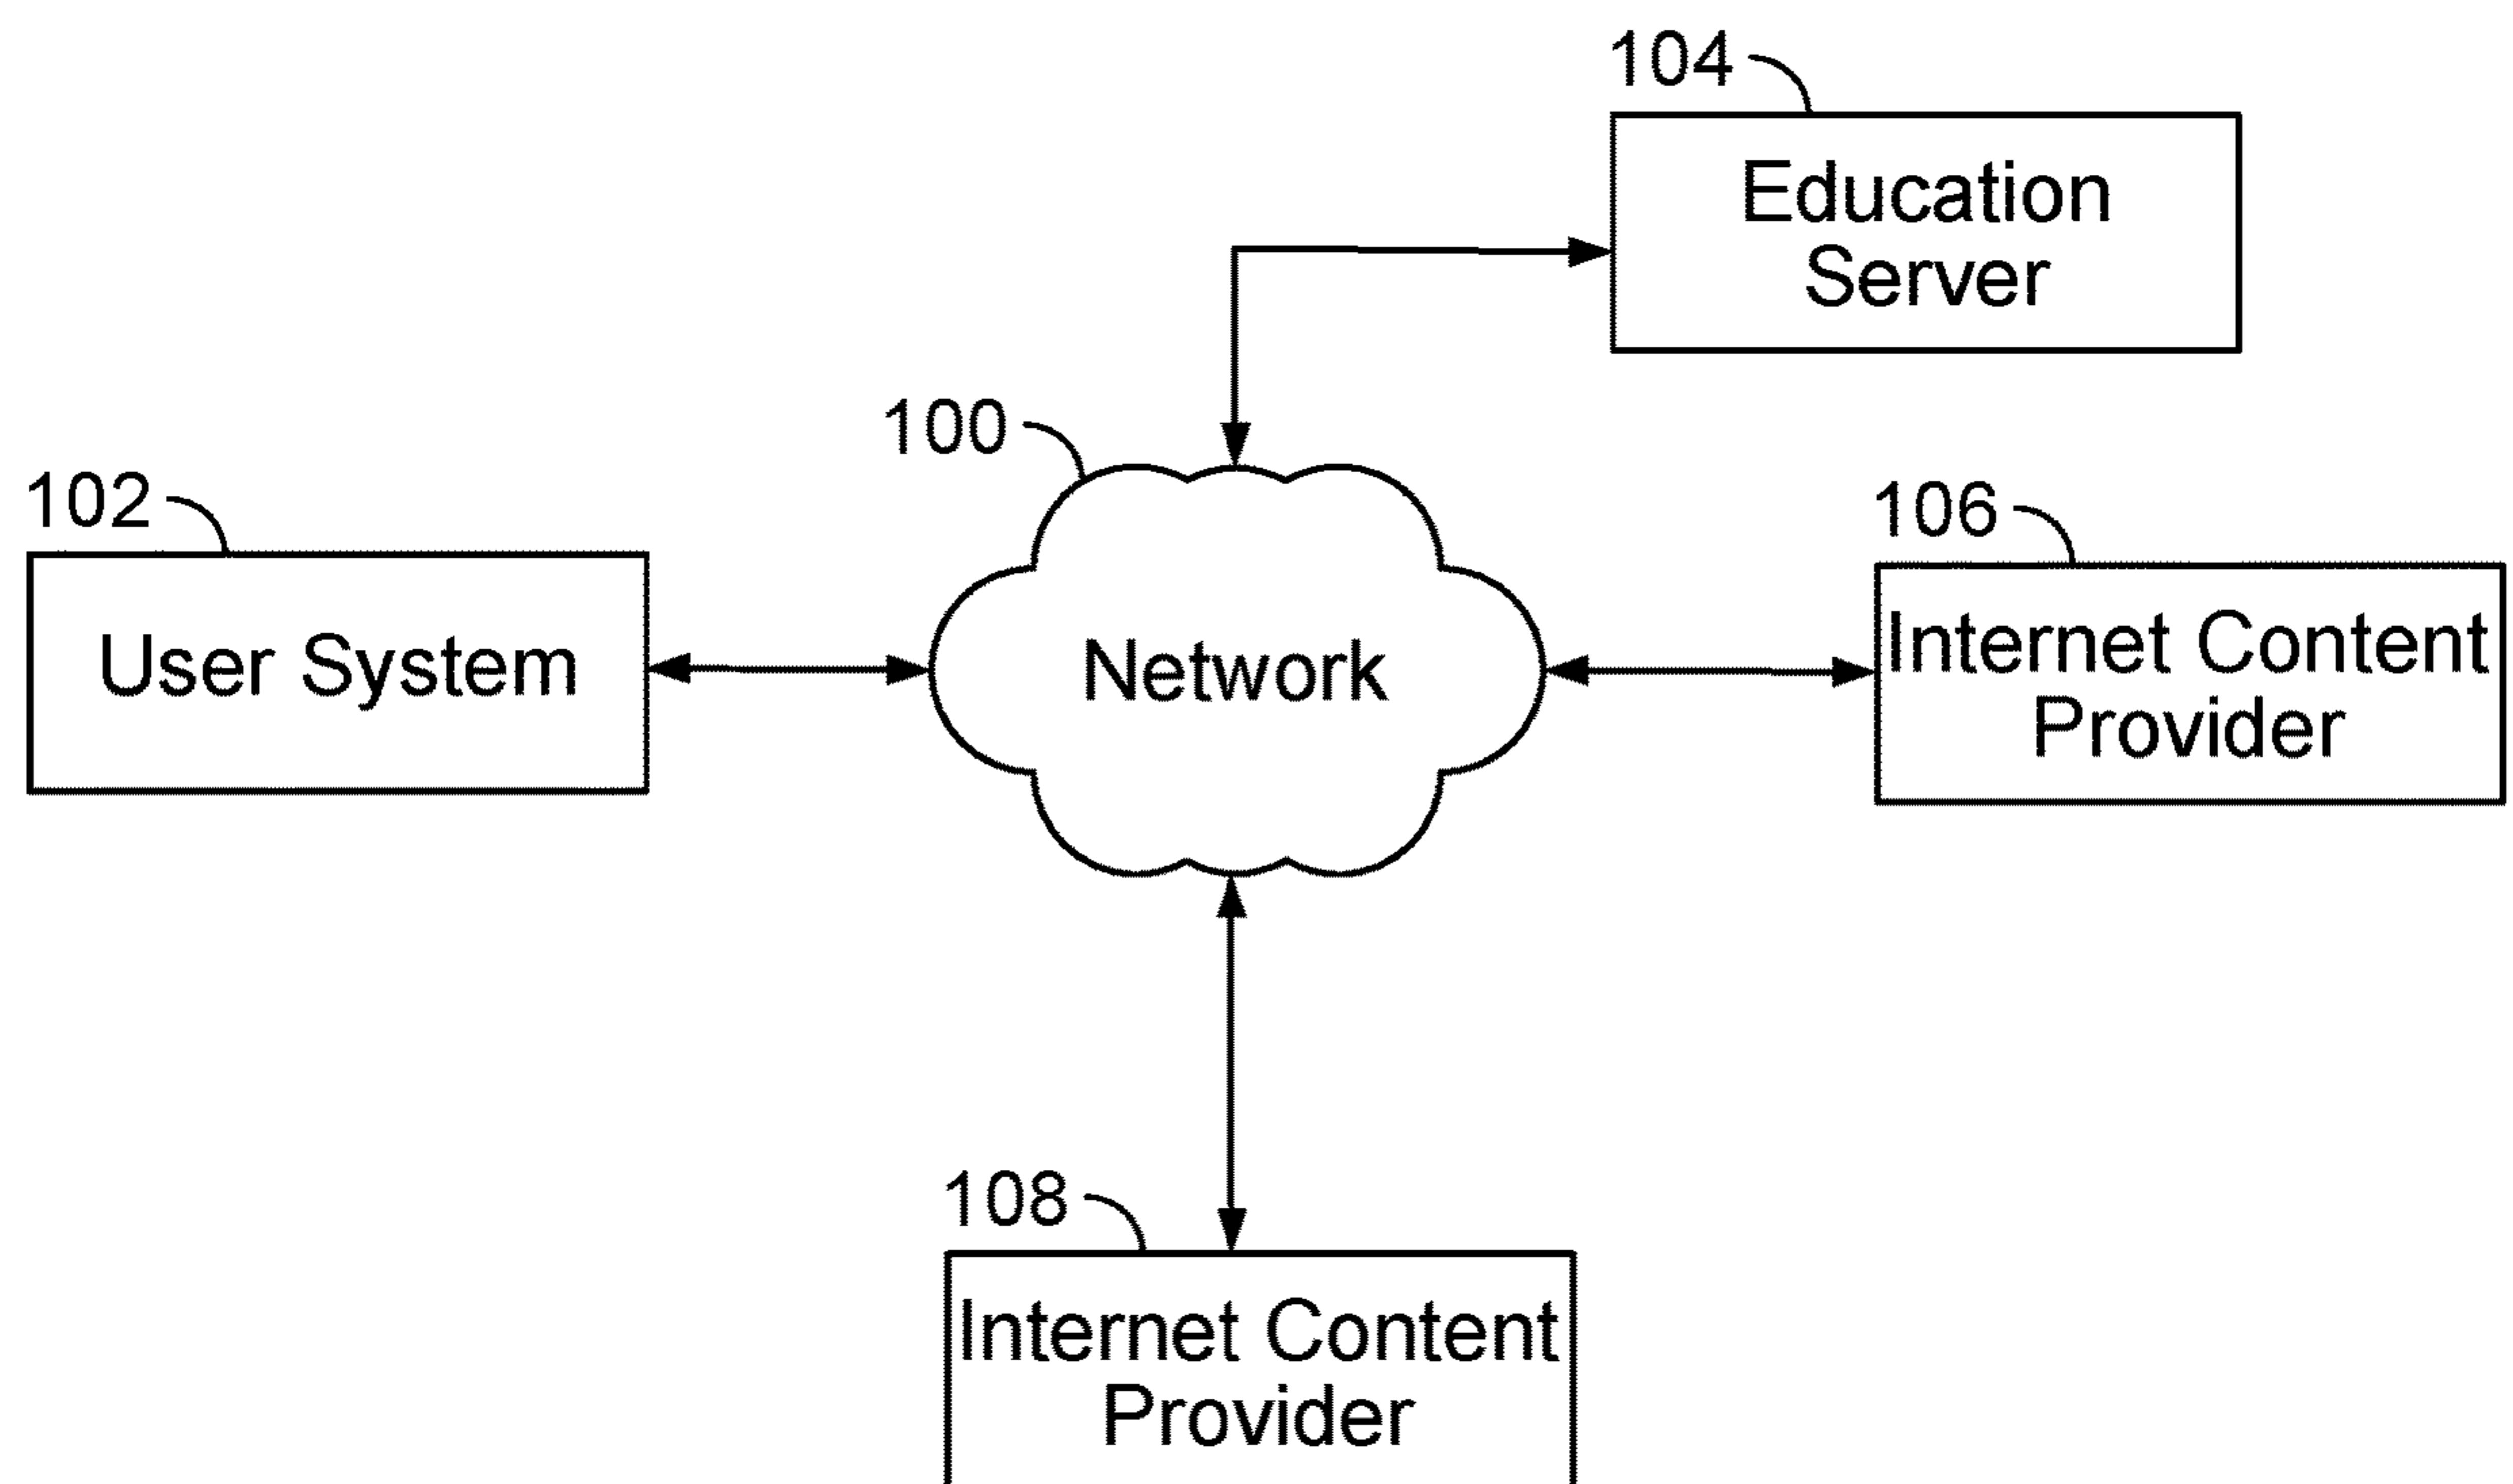 104
Education
Server
100
102
106
User System
Network
Internet Content
Provider
108
Internet Content
Provider